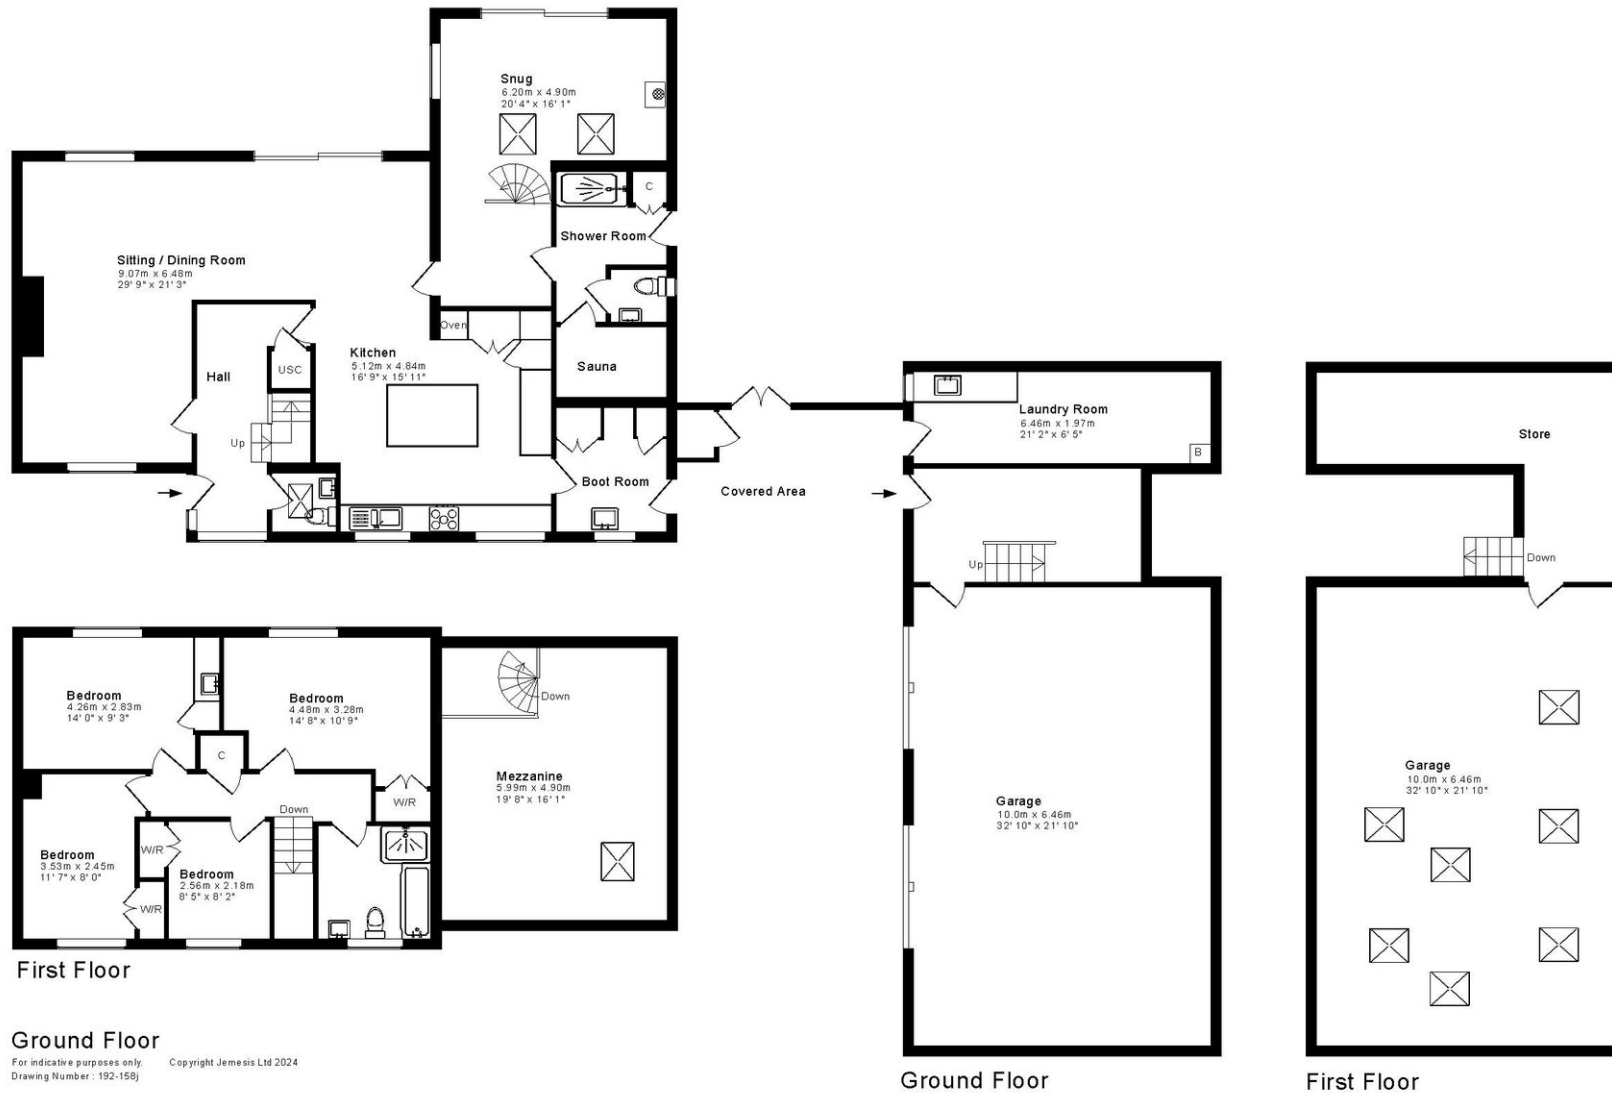 Snug
6.20m x 4.90m
20' 4" x 16' 1"
C
Shower Room
Sitting / Dining Room
9.07m x 6.48m
29' 9" x 21' 3"
Oven
Kitchen
5.12m x 4.84m
16' 9" x 15' 11"
Hall
USC
Sauna
Up
Boot Room
Covered Area
Laundry Room
6.46m x 1.97m
21' 2" x 6' 5"
B
Up
Garage
10.0m x 6.46m
32' 10" x 21' 10"
Ground Floor
Store
Down
Garage
10.0m x 6.46m
32' 10" x 21' 10"
First Floor
Bedroom
4.26m x 2.83m
14' 0" x 9' 3"
Bedroom
4.48m x 3.28m
14' 8" x 10' 9"
C
W/R
Down
Bedroom
3.53m x 2.45m
11' 7" x 8' 0"
W/R
W/R
Bedroom
2.56m x 2.18m
8' 5" x 8' 2"
Down
Mezzanine
5.99m x 4.90m
19' 8" x 16' 1"
First Floor
Ground Floor
For indicative purposes only. Copyright Jemesis Ltd 2024
Drawing Number : 192-158j